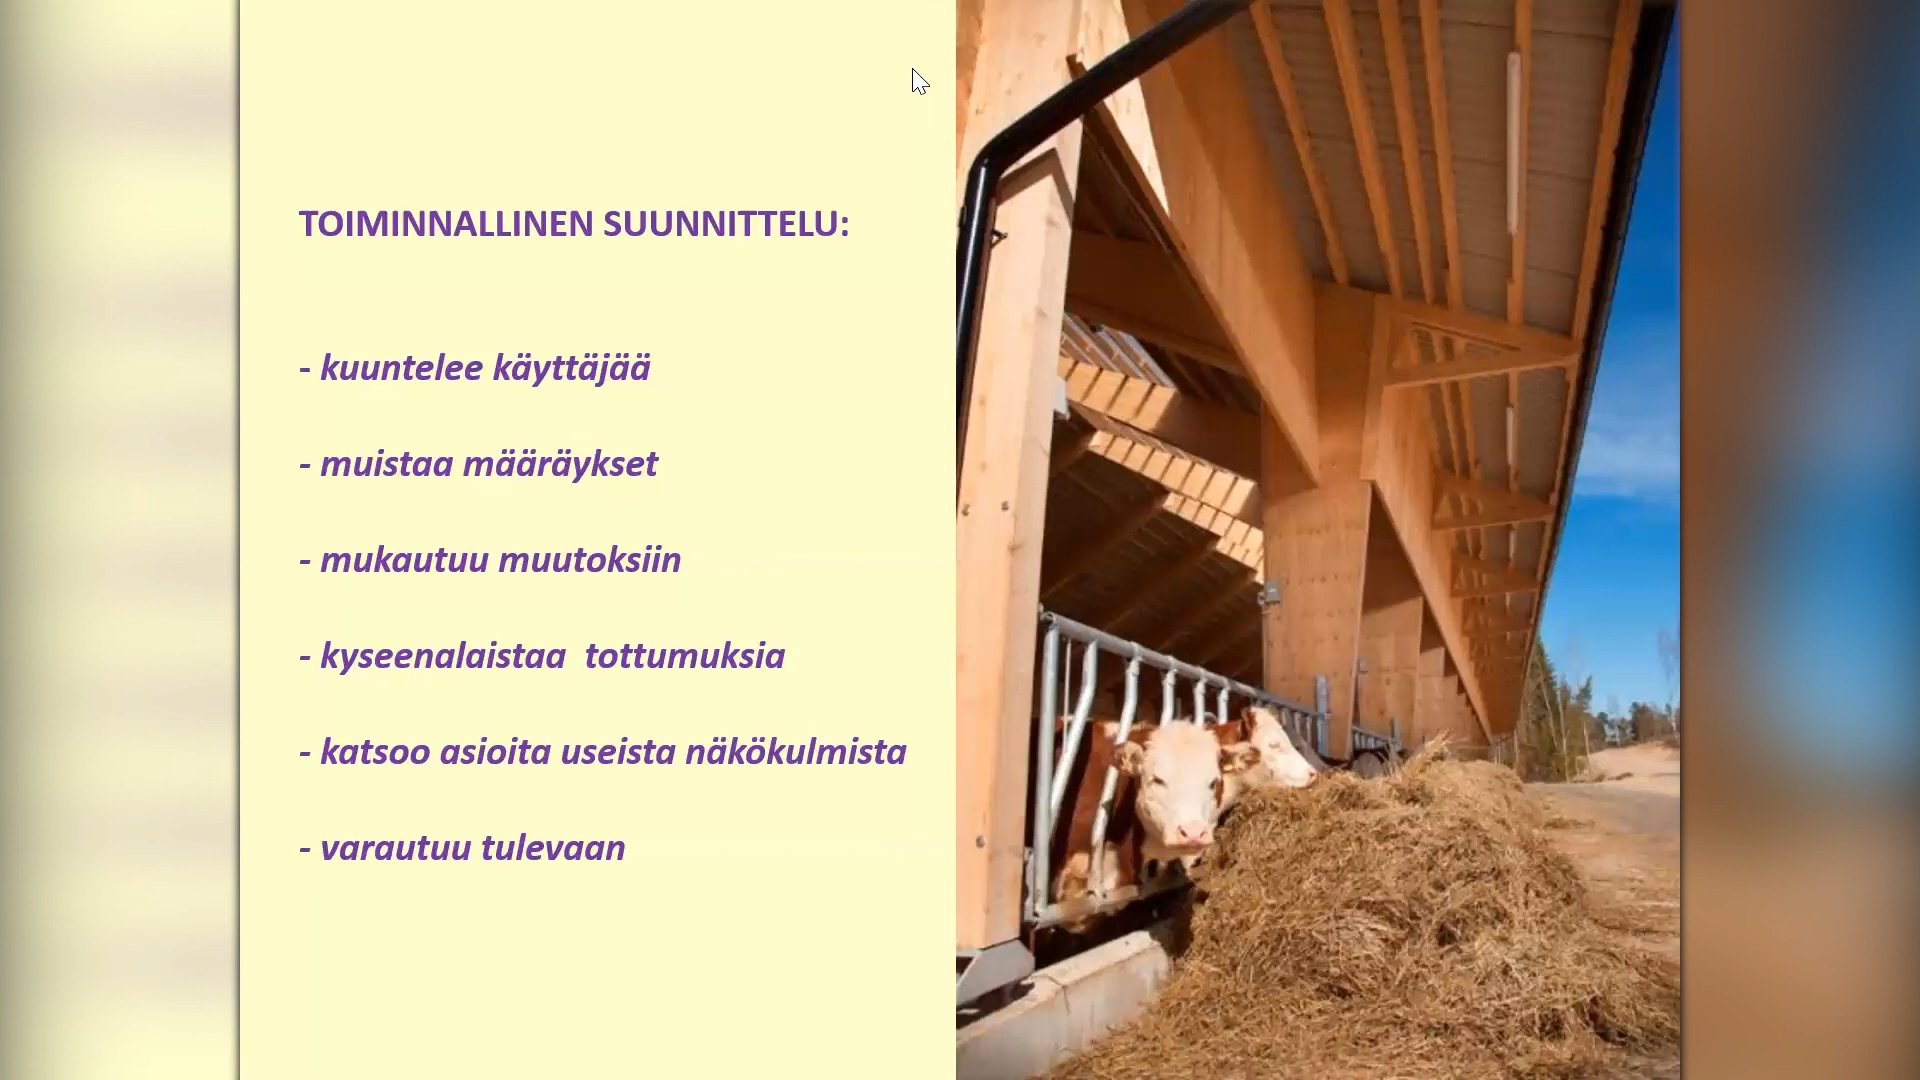 TOIMINNALLINEN SUUNNITTELU:
- kuuntelee käyttäjää
- muistaa määräykset
- mukautuu muutoksiin
- kyseenalaistaa  tottumuksia
- katsoo asioita useista näkökulmista
- varautuu tulevaan